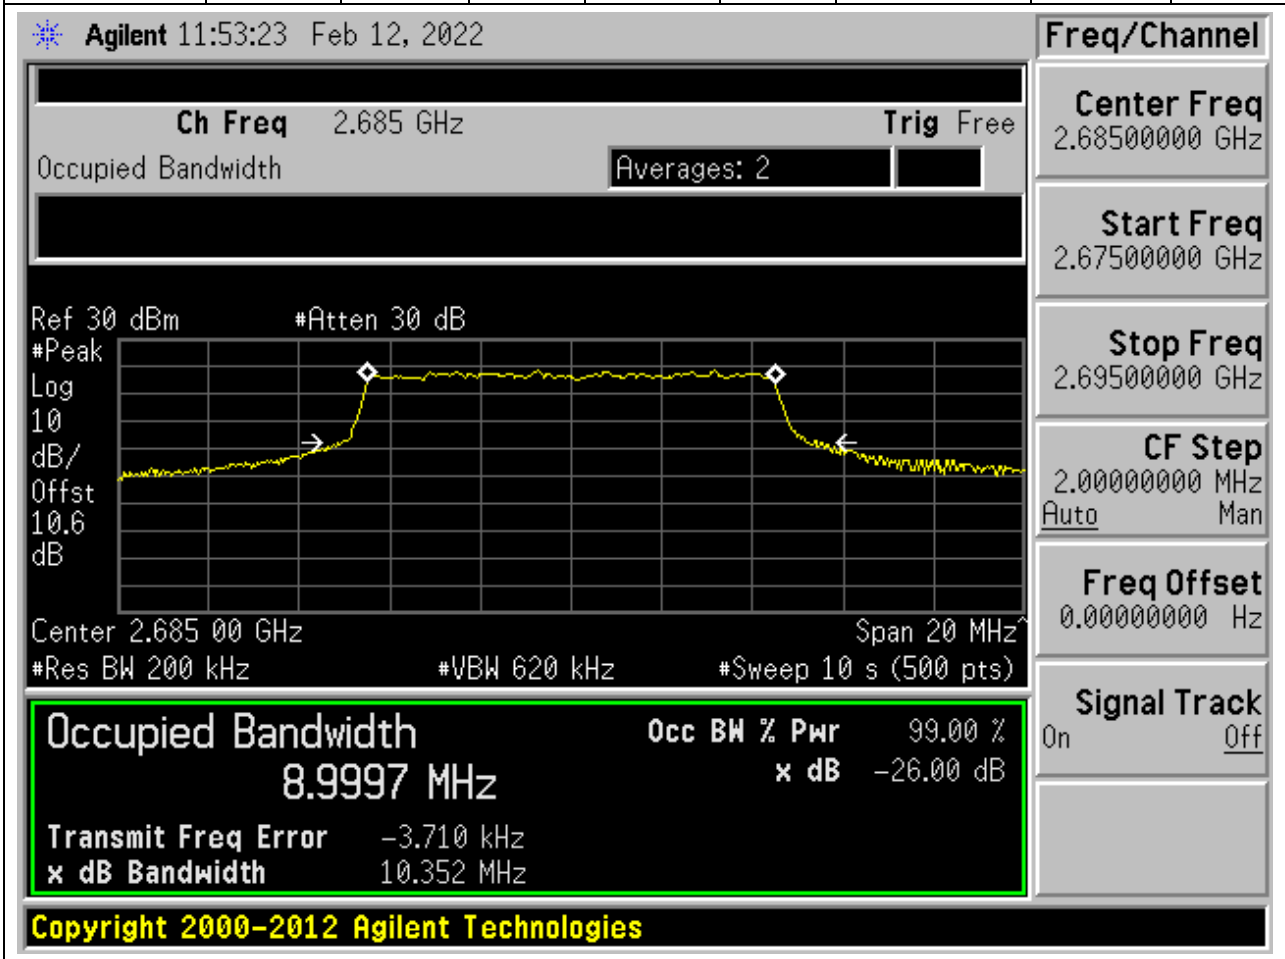 Agilent 11:53:23 Feb 12, 2022
Freq/Channel
Ch Freq 2.685 GHz Trig Free
Occupied Bandwidth Averages: 2
Center Freq
2.68500000 GHz
Start Freq
2.67500000 GHz
Stop Freq
2.69500000 GHz
CF Step
2.00000000 MHz
Auto Man
Freq Offset
0.00000000 Hz
Signal Track
On Off
Ref 30 dBm #Atten 30 dB
#Peak
Log
10
dB/
Offst
10.6
dB
Center 2.685 00 GHz Span 20 MHz^
#Res BW 200 kHz #VBW 620 kHz #Sweep 10 s (500 pts)
Occupied Bandwidth Occ BW % Pwr 99.00 %
8.9997 MHz x dB -26.00 dB
Transmit Freq Error -3.710 kHz
x dB Bandwidth 10.352 MHz
Copyright 2000-2012 Agilent Technologies